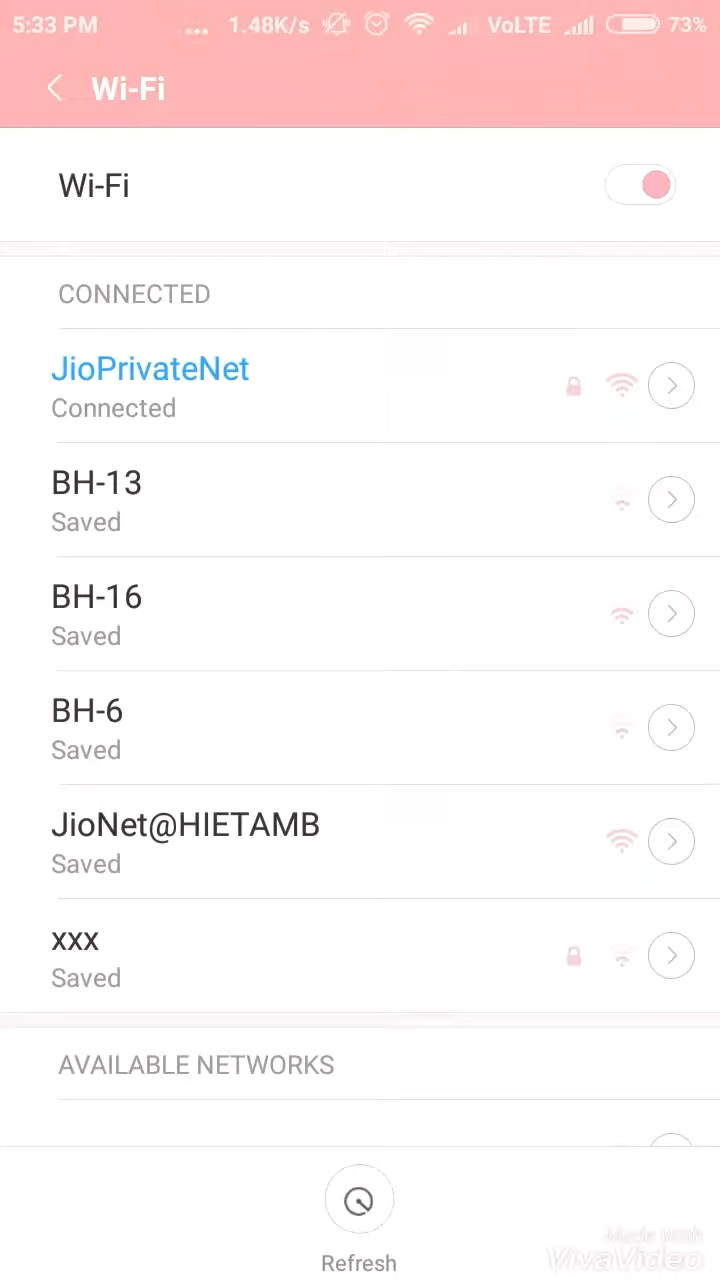 5:33 PM ... 1.48K/s VoLTE 73%
Wi-Fi
Wi-Fi
CONNECTED
JioPrivateNet
Connected
BH-13
Saved
BH-16
Saved
BH-6
Saved
JioNet@HIETAMB
Saved
xxx
Saved
AVAILABLE NETWORKS
Refresh
Made With
VivaVideo